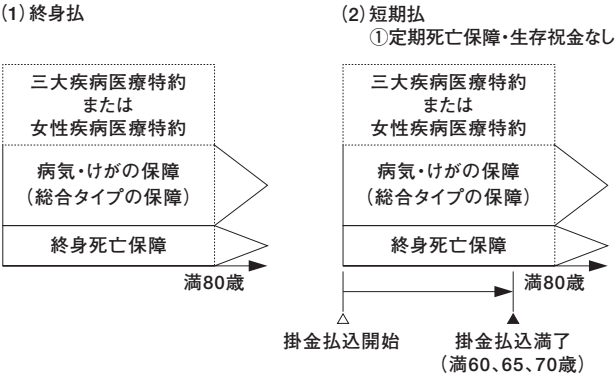 (1)終身払
三大疾病医療特約
または
女性疾病医療特約
病気・けがの保障
(総合タイプの保障)
終身死亡保障
満80歳
(2)短期払
①定期死亡保障・生存祝金なし
三大疾病医療特約
または
女性疾病医療特約
病気・けがの保障
(総合タイプの保障)
終身死亡保障
満80歳
掛金払込開始
掛金払込満了
(満60、65、70歳)